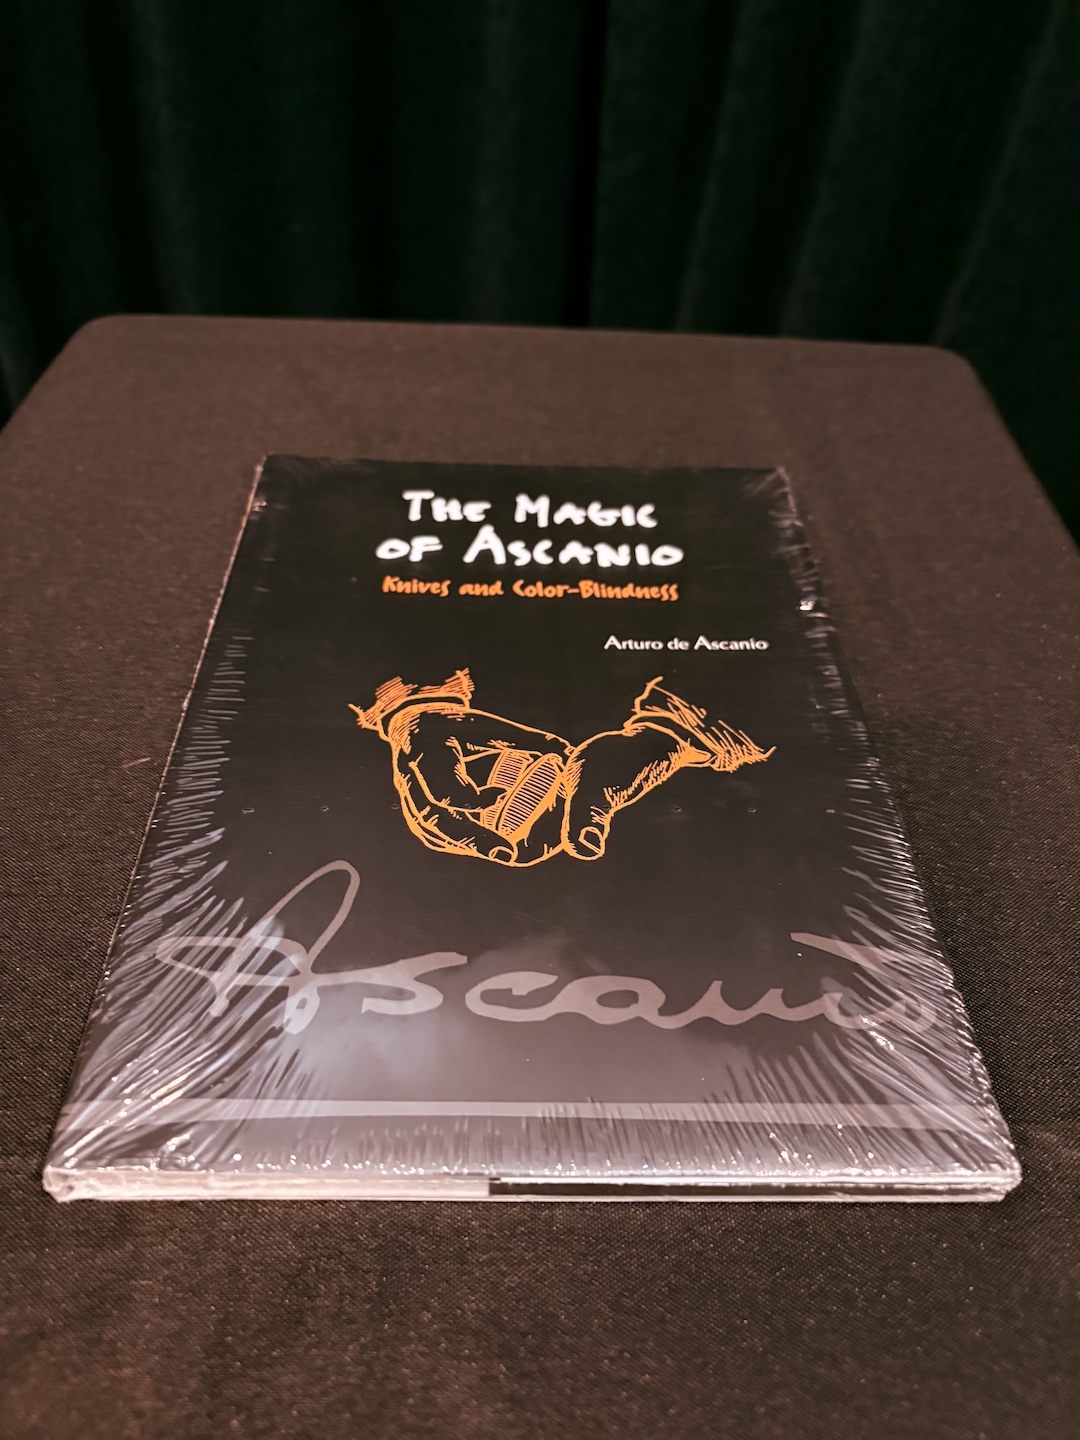 THE MAGIC
OF ASCANIO
Knives and Color-Blindness
Arturo de Ascanio
Ascanio